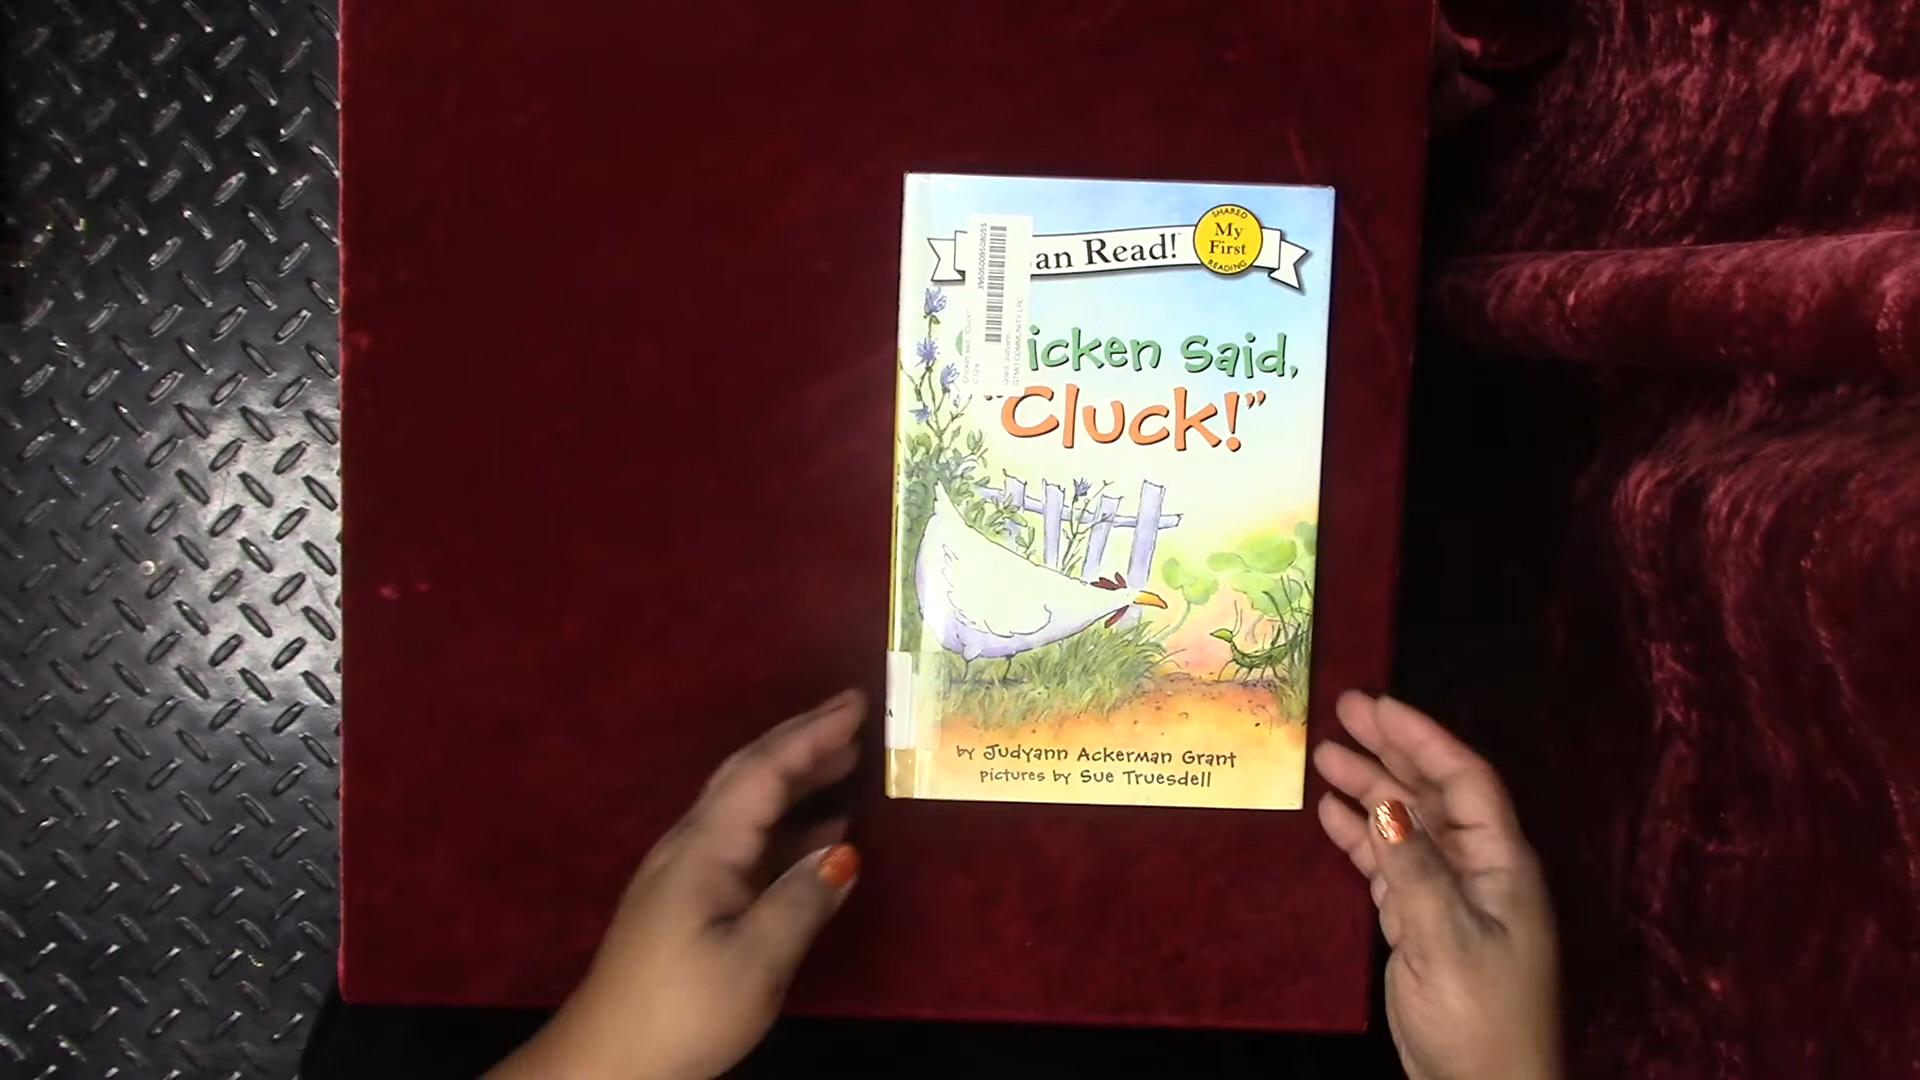 an Read!
SHARED
My
First
READING
icken Said,
"Cluck!"
by Judyann Ackerman Grant
pictures by Sue Truesdell